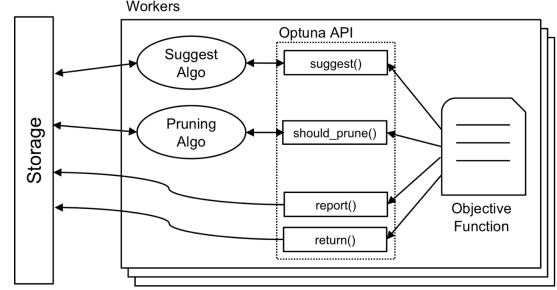 Workers
Optuna API
Suggest
Algo
suggest()
Pruning
Algo
should_prune()
Storage
report()
return()
Objective
Function